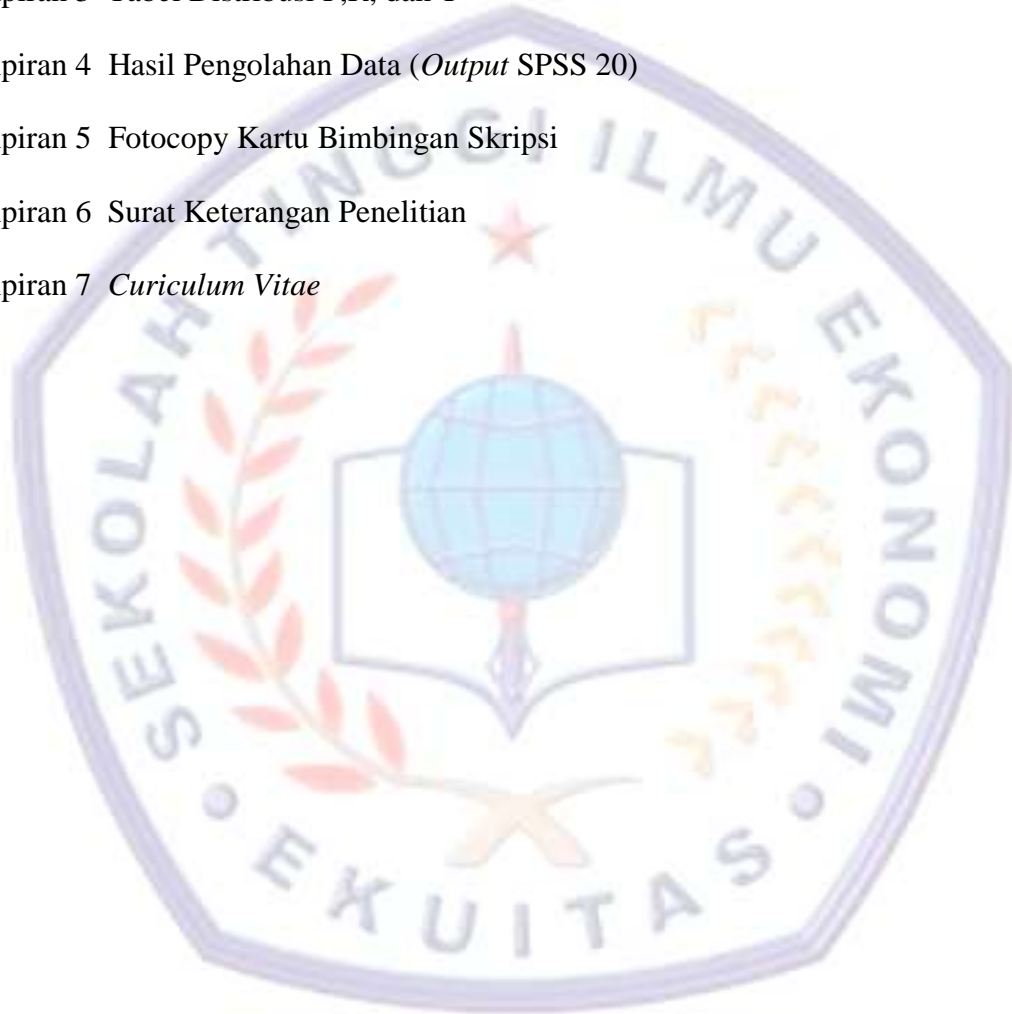 piran 4 Hasil Pengolahan Data (Output SPSS 20)
piran 5 Fotocopy Kartu Bimbingan Skripsi
piran 6 Surat Keterangan Penelitian
piran 7 Curiculum Vitae
SEKOLAH TINGGI ILMU EKONOMI
EKUITAS